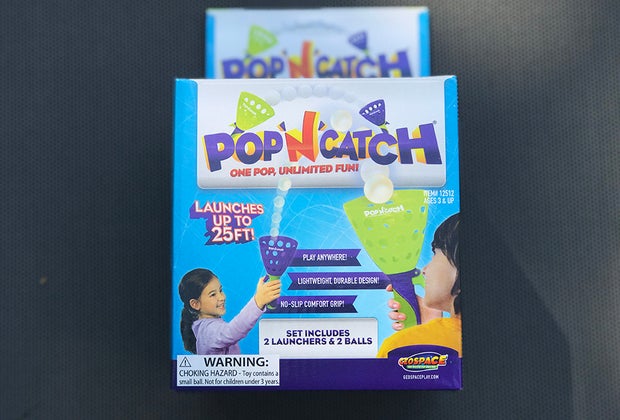 POP'N'CATCH
POP'N'CATCH®
ONE POP, UNLIMITED FUN!
ITEM# 12512
AGES 3 & UP
LAUNCHES
UP TO
25FT!
POP'N'CATCH
PLAY ANYWHERE!
LIGHTWEIGHT, DURABLE DESIGN!
NO-SLIP COMFORT GRIP!
SET INCLUDES
2 LAUNCHERS & 2 BALLS
WARNING:
CHOKING HAZARD - Toy contains a
small ball. Not for children under 3 years.
GEOSPACE
GEOSPACEPLAY.COM